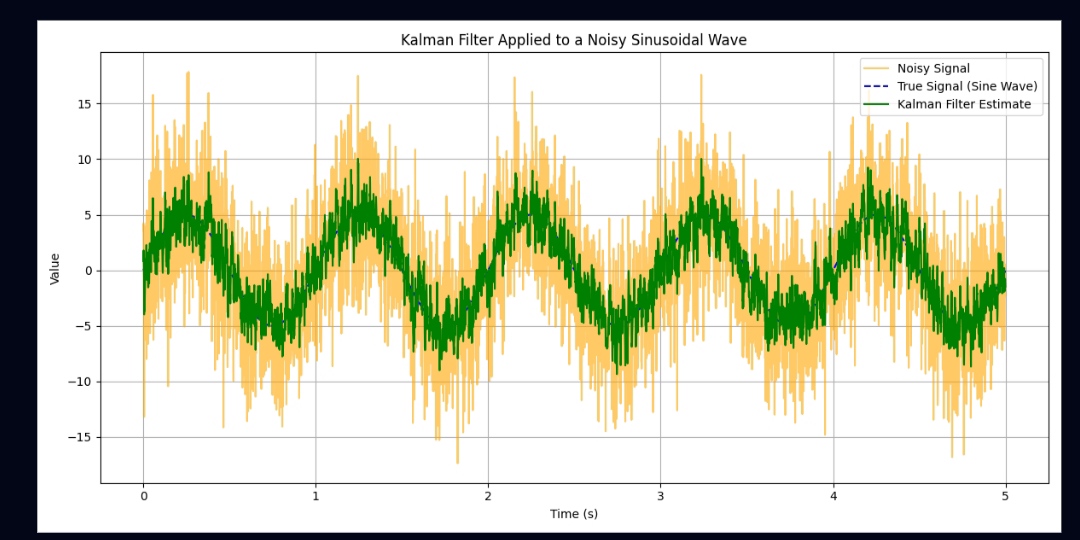 Kalman Filter Applied to a Noisy Sinusoidal Wave
Noisy Signal
True Signal (Sine Wave)
Kalman Filter Estimate
15
10
5
0
−5
−10
−15
Value
0 1 2 3 4 5
Time (s)